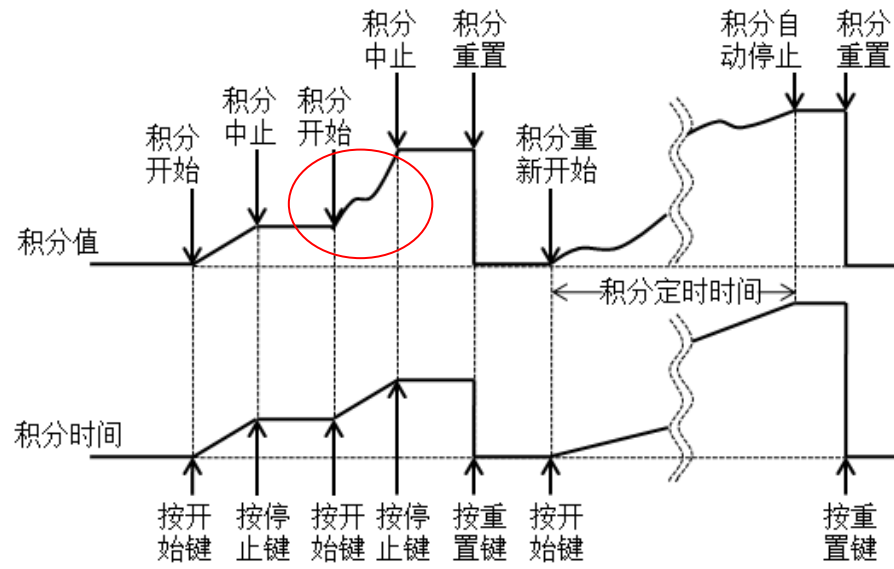 积分
中止
积分
重置
积分自
动停止
积分
重置
积分
中止
积分
开始
积分
开始
积分重
新开始
积分值
积分定时时间
积分时间
按开
始键
按停
止键
按开
始键
按停
止键
按重
置键
按开
始键
按重
置键